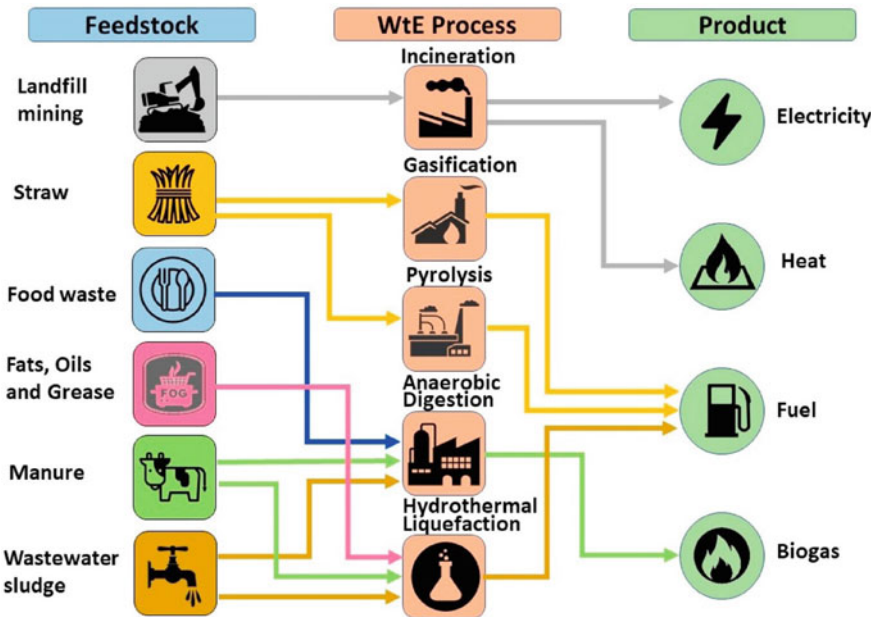 Feedstock
WtE Process
Product
Landfill
mining
Straw
Food waste
Fats, Oils
and Grease
FOG
Manure
Wastewater
sludge
Incineration
Gasification
Pyrolysis
Anaerobic
Digestion
Hydrothermal
Liquefaction
Electricity
Heat
Fuel
Biogas